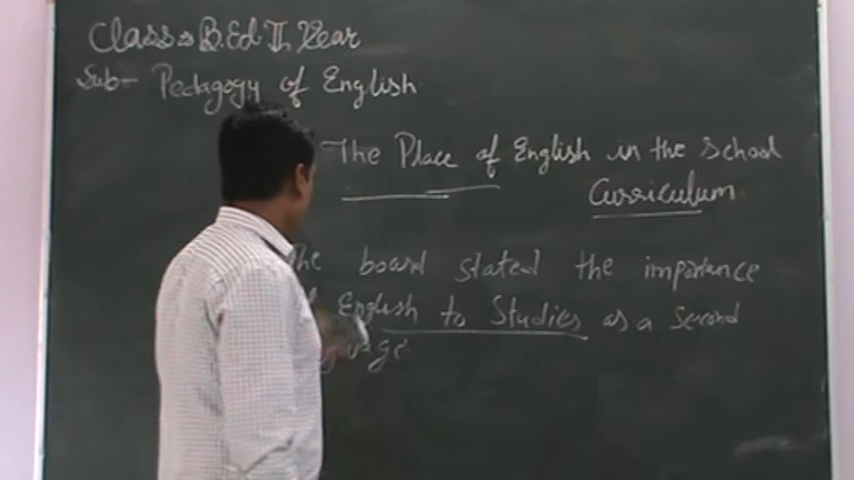 Class B.Ed. II Year
Sub- Pedagogy of English
The Place of English in the School
Curriculum
The board stated the importance
English to Studies as a Second